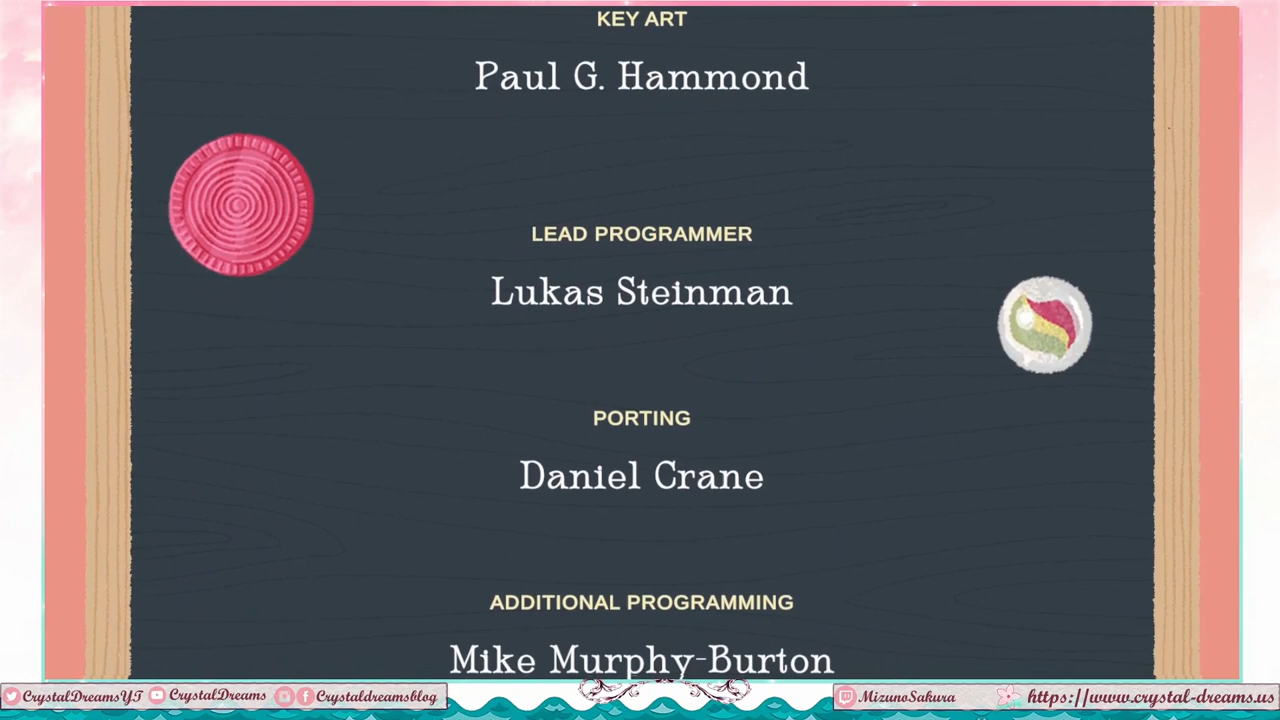 KEY ART
Paul G. Hammond
LEAD PROGRAMMER
Lukas Steinman
PORTING
Daniel Crane
ADDITIONAL PROGRAMMING
Mike Murphy-Burton
CrystalDreamsYT CrystalDreams Crystaldreamsblog MizunoSakura https://www.crystal-dreams.us